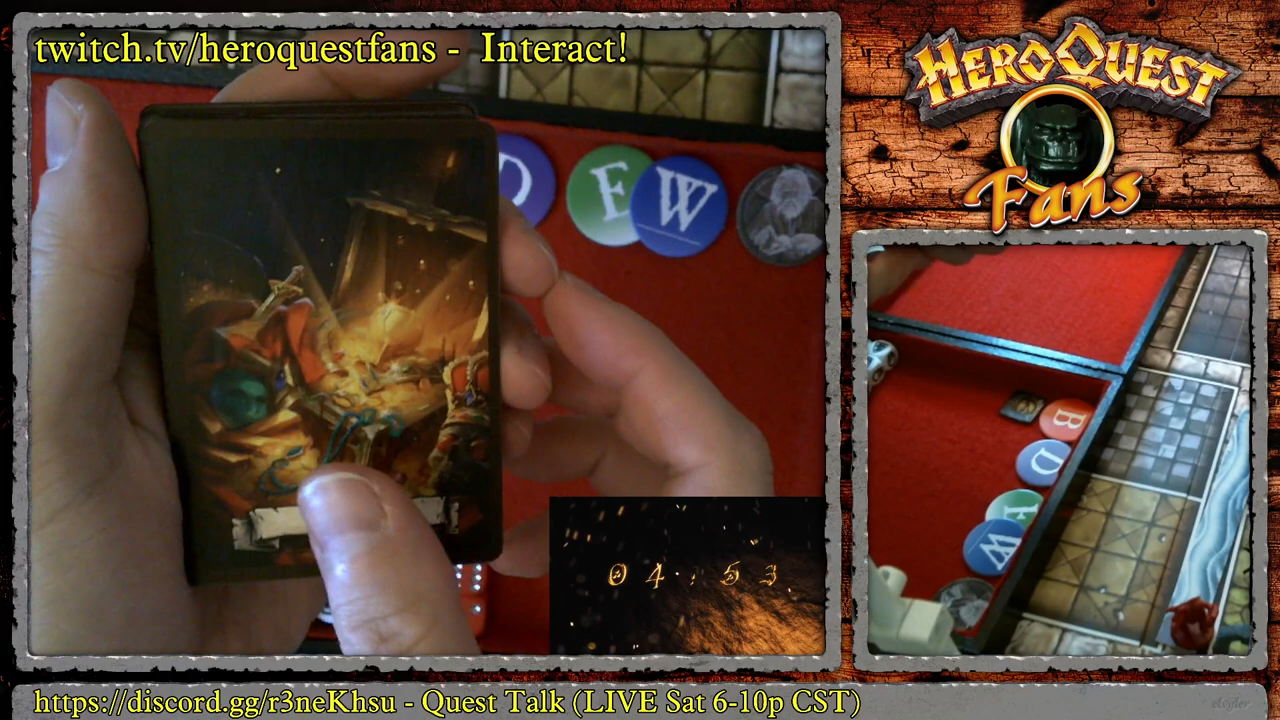 twitch.tv/heroquestfans -  Interact!
HEROQUEST
Fans
D E W
04:53
B
D
E
W
https://discord.gg/r3neKhsu - Quest Talk (LIVE Sat 6-10p CST)